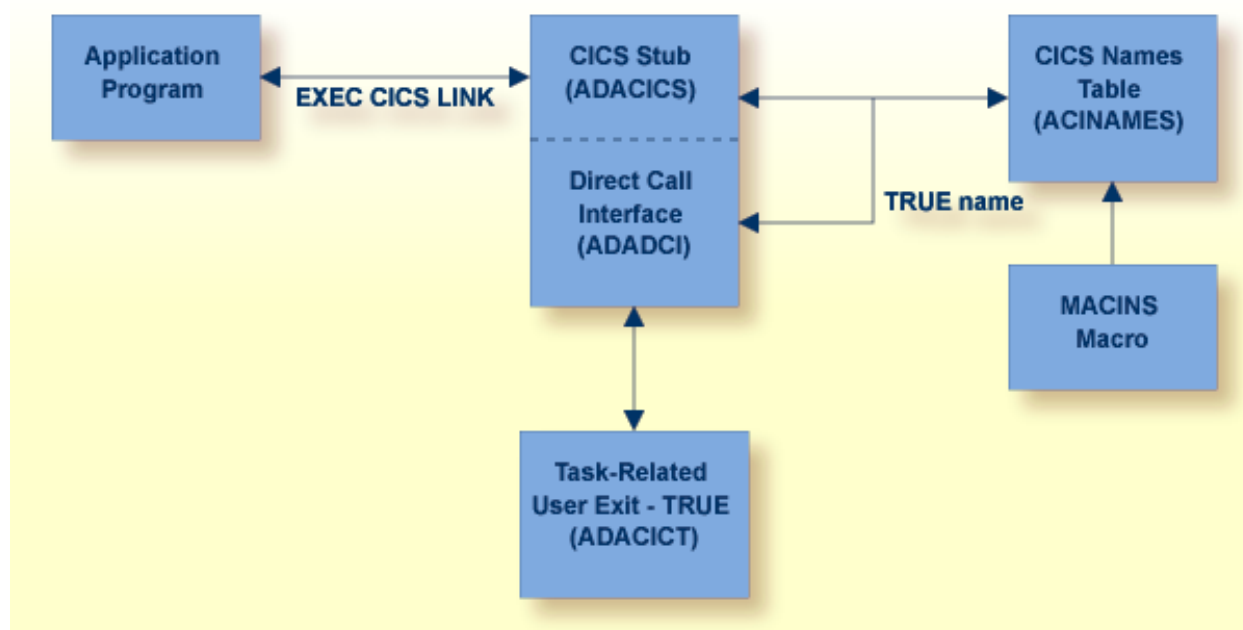 Application
Program
EXEC CICS LINK
CICS Stub
(ADACICS)
Direct Call
Interface
(ADADCI)
CICS Names
Table
(ACINAMES)
TRUE name
MACINS
Macro
Task-Related
User Exit - TRUE
(ADACICT)